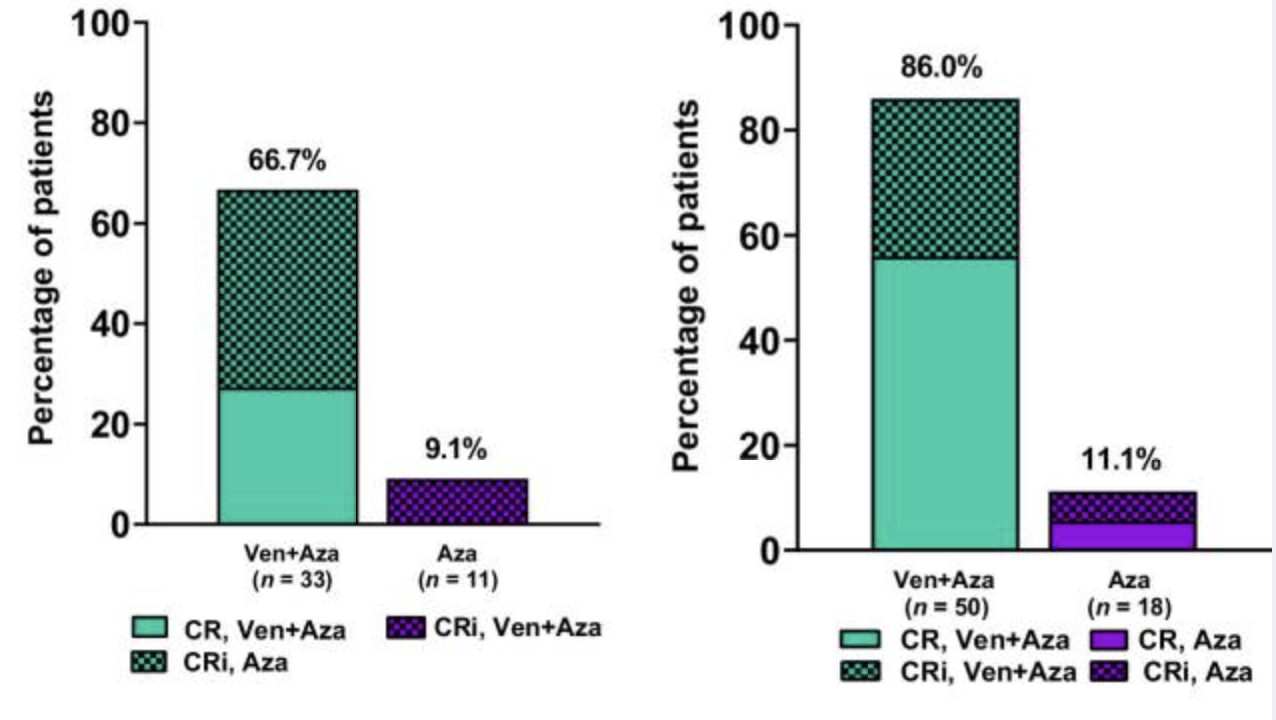 Percentage of patients
100
80
60
40
20
0
66.7%
9.1%
Ven+Aza
(n = 33)
Aza
(n = 11)
CR, Ven+Aza
CRi, Ven+Aza
CRi, Aza
Percentage of patients
100
80
60
40
20
0
86.0%
11.1%
Ven+Aza
(n = 50)
Aza
(n = 18)
CR, Ven+Aza
CR, Aza
CRi, Ven+Aza
CRi, Aza